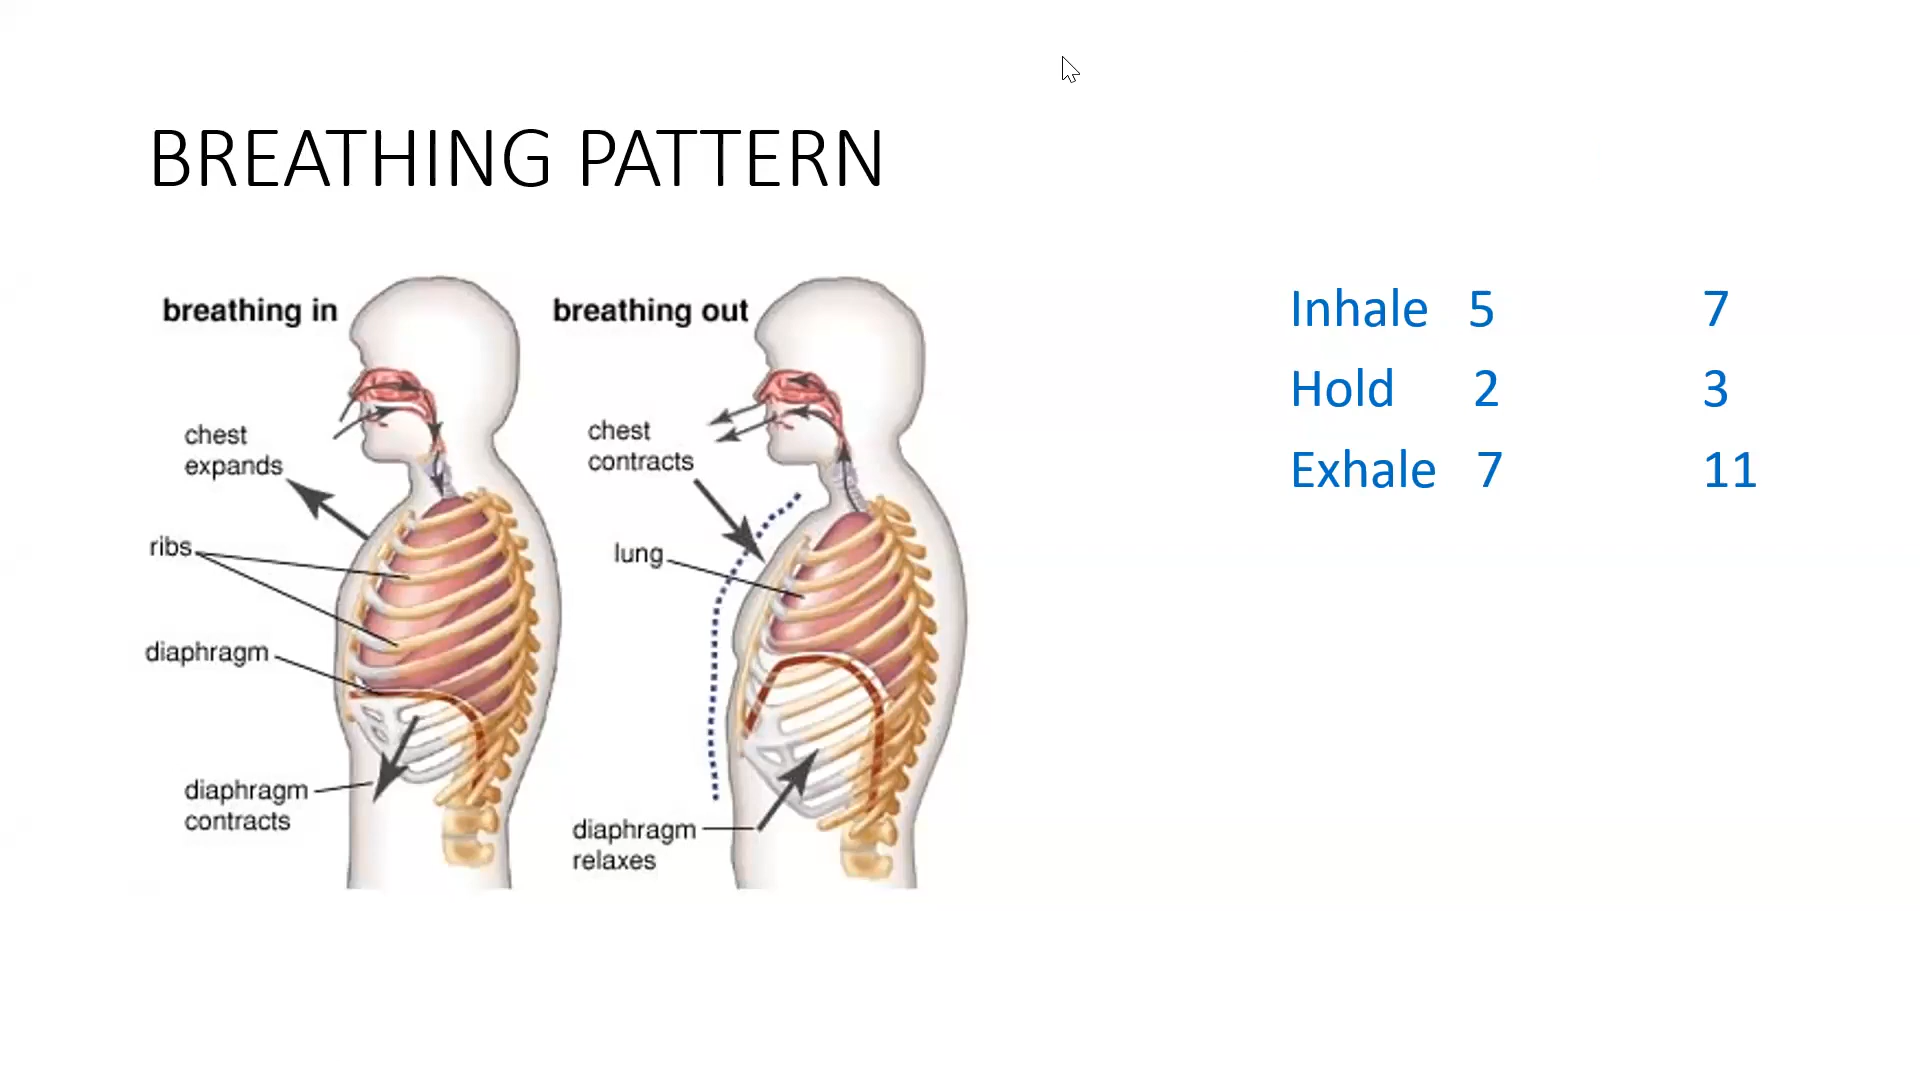 BREATHING PATTERN
breathing in
chest
expands
ribs
diaphragm
diaphragm
contracts
breathing out
chest
contracts
lung
diaphragm
relaxes
Inhale 5 7
Hold 2 3
Exhale 7 11